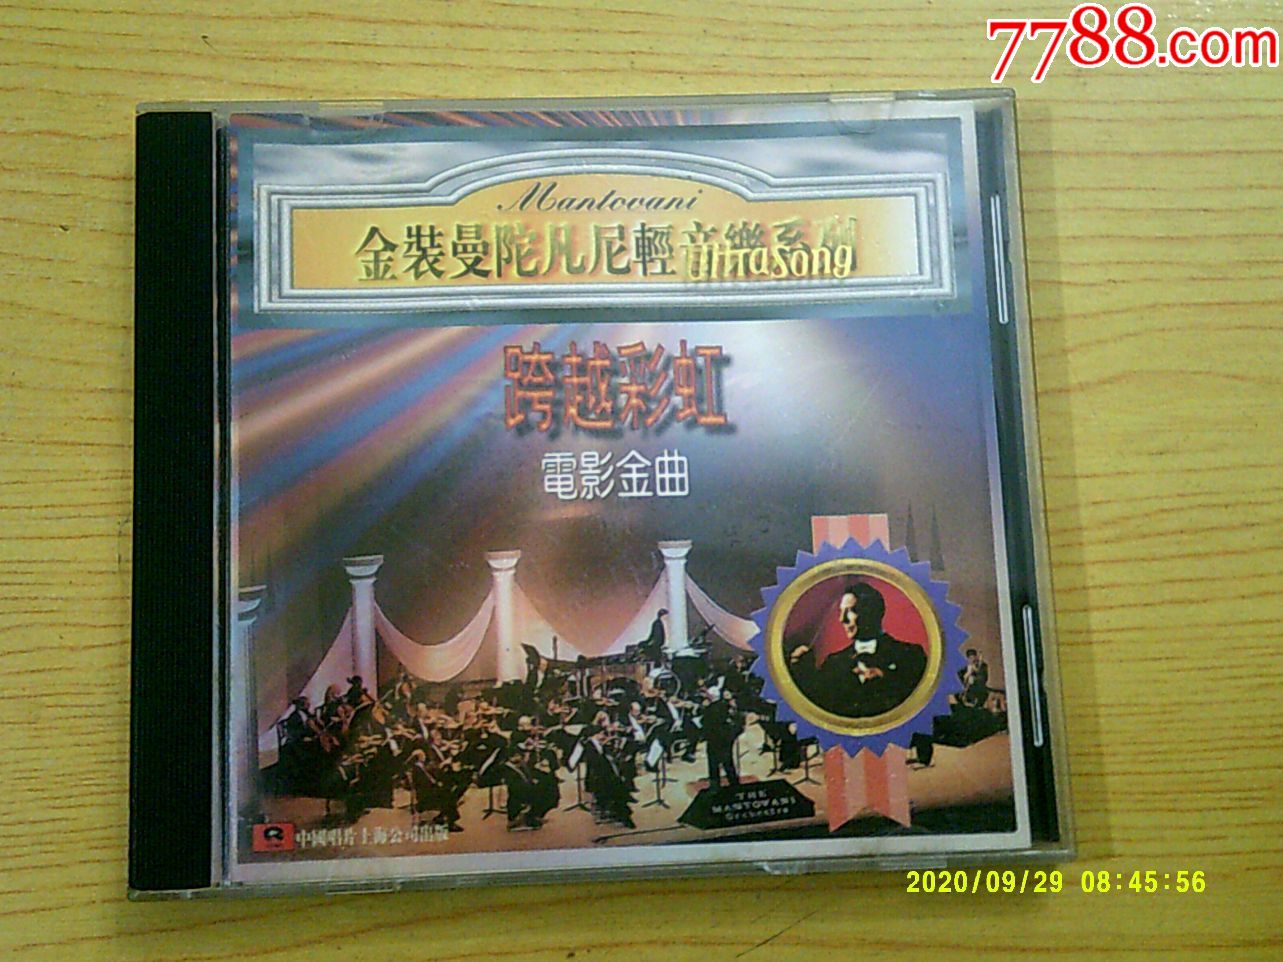 7788.com
Mantovani
金裝曼陀凡尼輕音樂系列
跨越彩虹
電影金曲
THE
MANTOVANI
Orchestra
中國唱片上海公司出版
2020/09/29 08:45:56